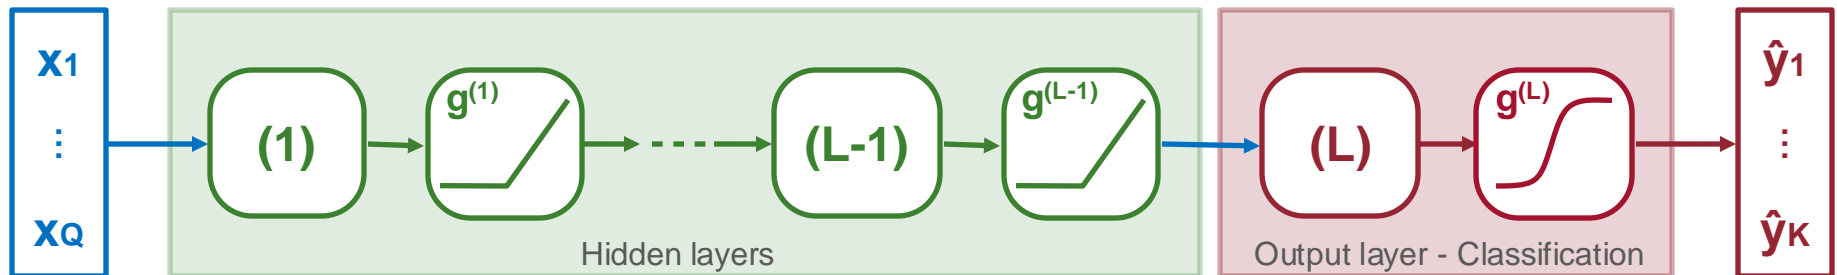 x1
⋮
xQ
(1)
g(1)
(L-1)
g(L-1)
Hidden layers
(L)
g(L)
Output layer - Classification
ŷ1
⋮
ŷK